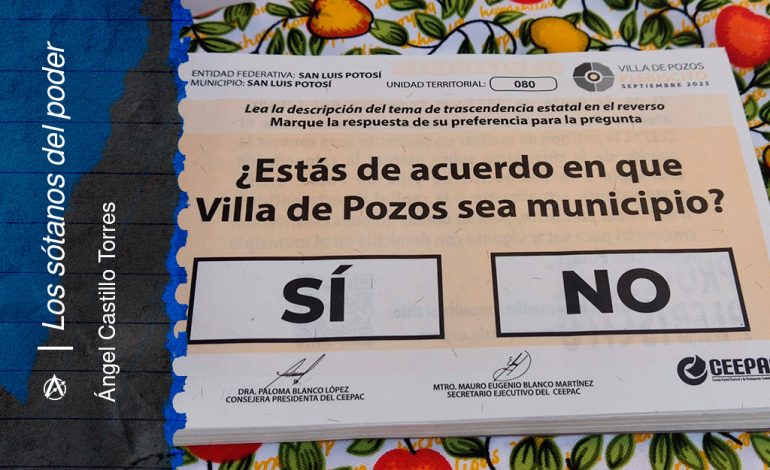 Los sótanos del poder
Ángel Castillo Torres
ENTIDAD FEDERATIVA: SAN LUIS POTOSÍ
MUNICIPIO: SAN LUIS POTOSÍ
UNIDAD TERRITORIAL:
080
VILLA DE POZOS
PLEBISCITO
SEPTIEMBRE 2023
Lea la descripción del tema de trascendencia estatal en el reverso
Marque la respuesta de su preferencia para la pregunta
¿Estás de acuerdo en que
Villa de Pozos sea municipio?
SÍ
NO
DRA. PALOMA BLANCO LÓPEZ
CONSEJERA PRESIDENTA DEL CEEPAC
MTRO. MAURO EUGENIO BLANCO MARTÍNEZ
SECRETARIO EJECUTIVO DEL CEEPAC
CEEPAC